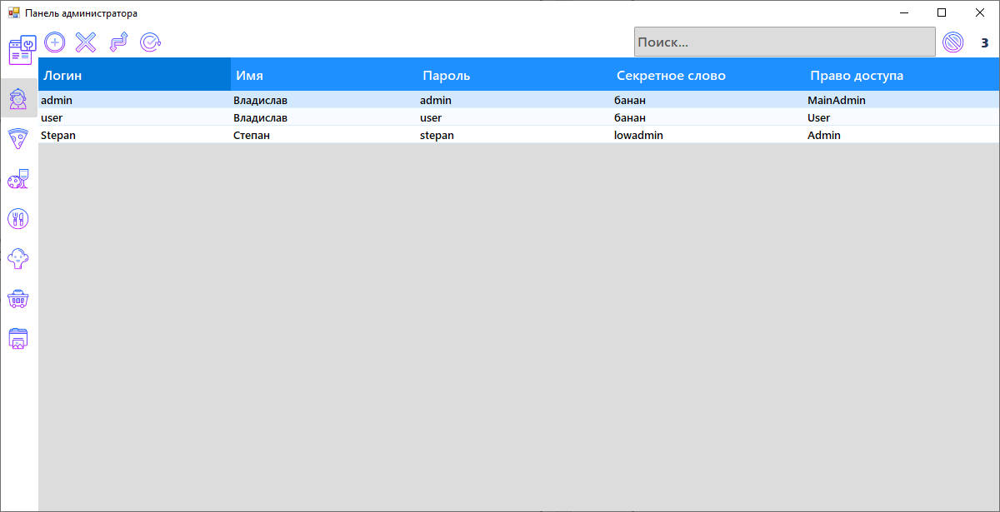 Панель администратора
Поиск... 3
Логин Имя Пароль Секретное слово Право доступа
admin Владислав admin банан MainAdmin
user Владислав user банан User
Stepan Степан stepan lowadmin Admin